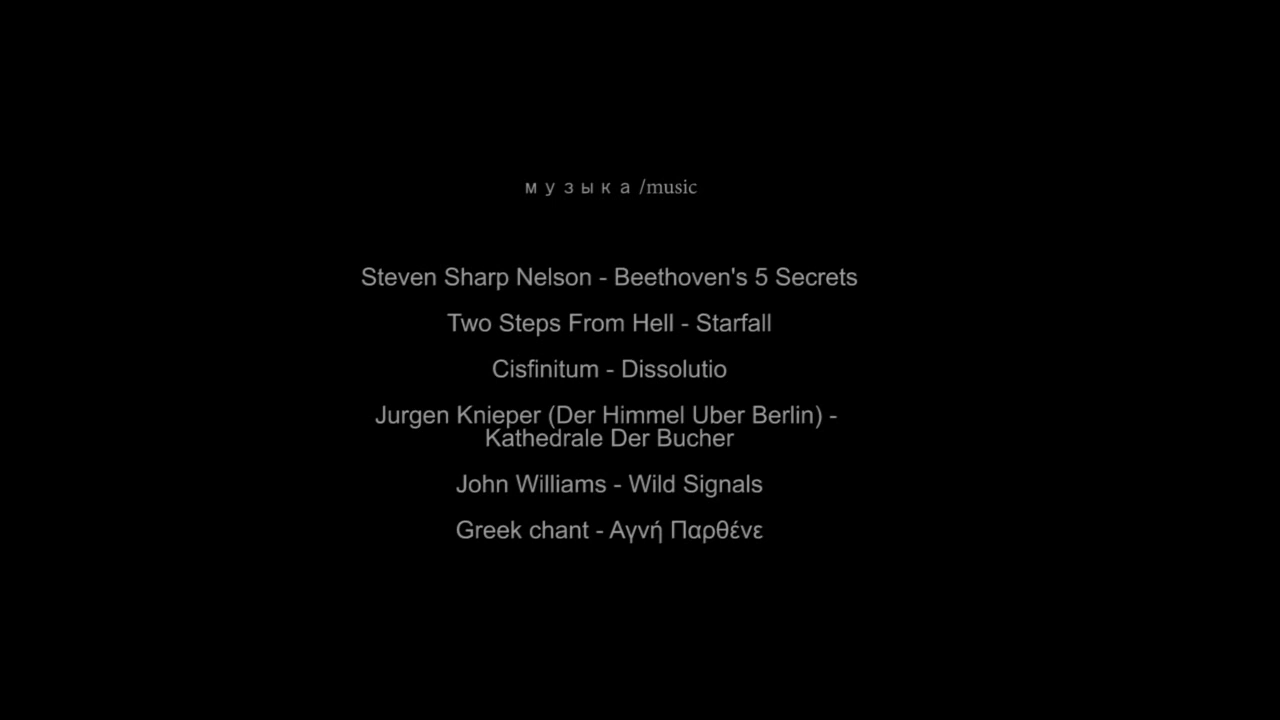 музыка /music
Steven Sharp Nelson - Beethoven's 5 Secrets
Two Steps From Hell - Starfall
Cisfinitum - Dissolutio
Jurgen Knieper (Der Himmel Uber Berlin) -
Kathedrale Der Bucher
John Williams - Wild Signals
Greek chant - Αγνή Παρθένε